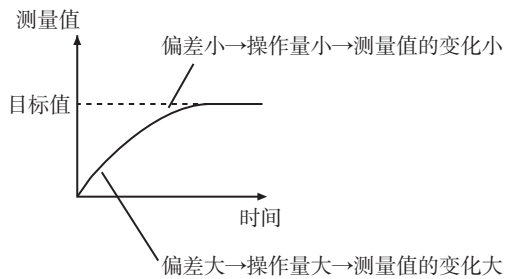 测量值
偏差小→操作量小→测量值的变化小
目标值
时间
偏差大→操作量大→测量值的变化大